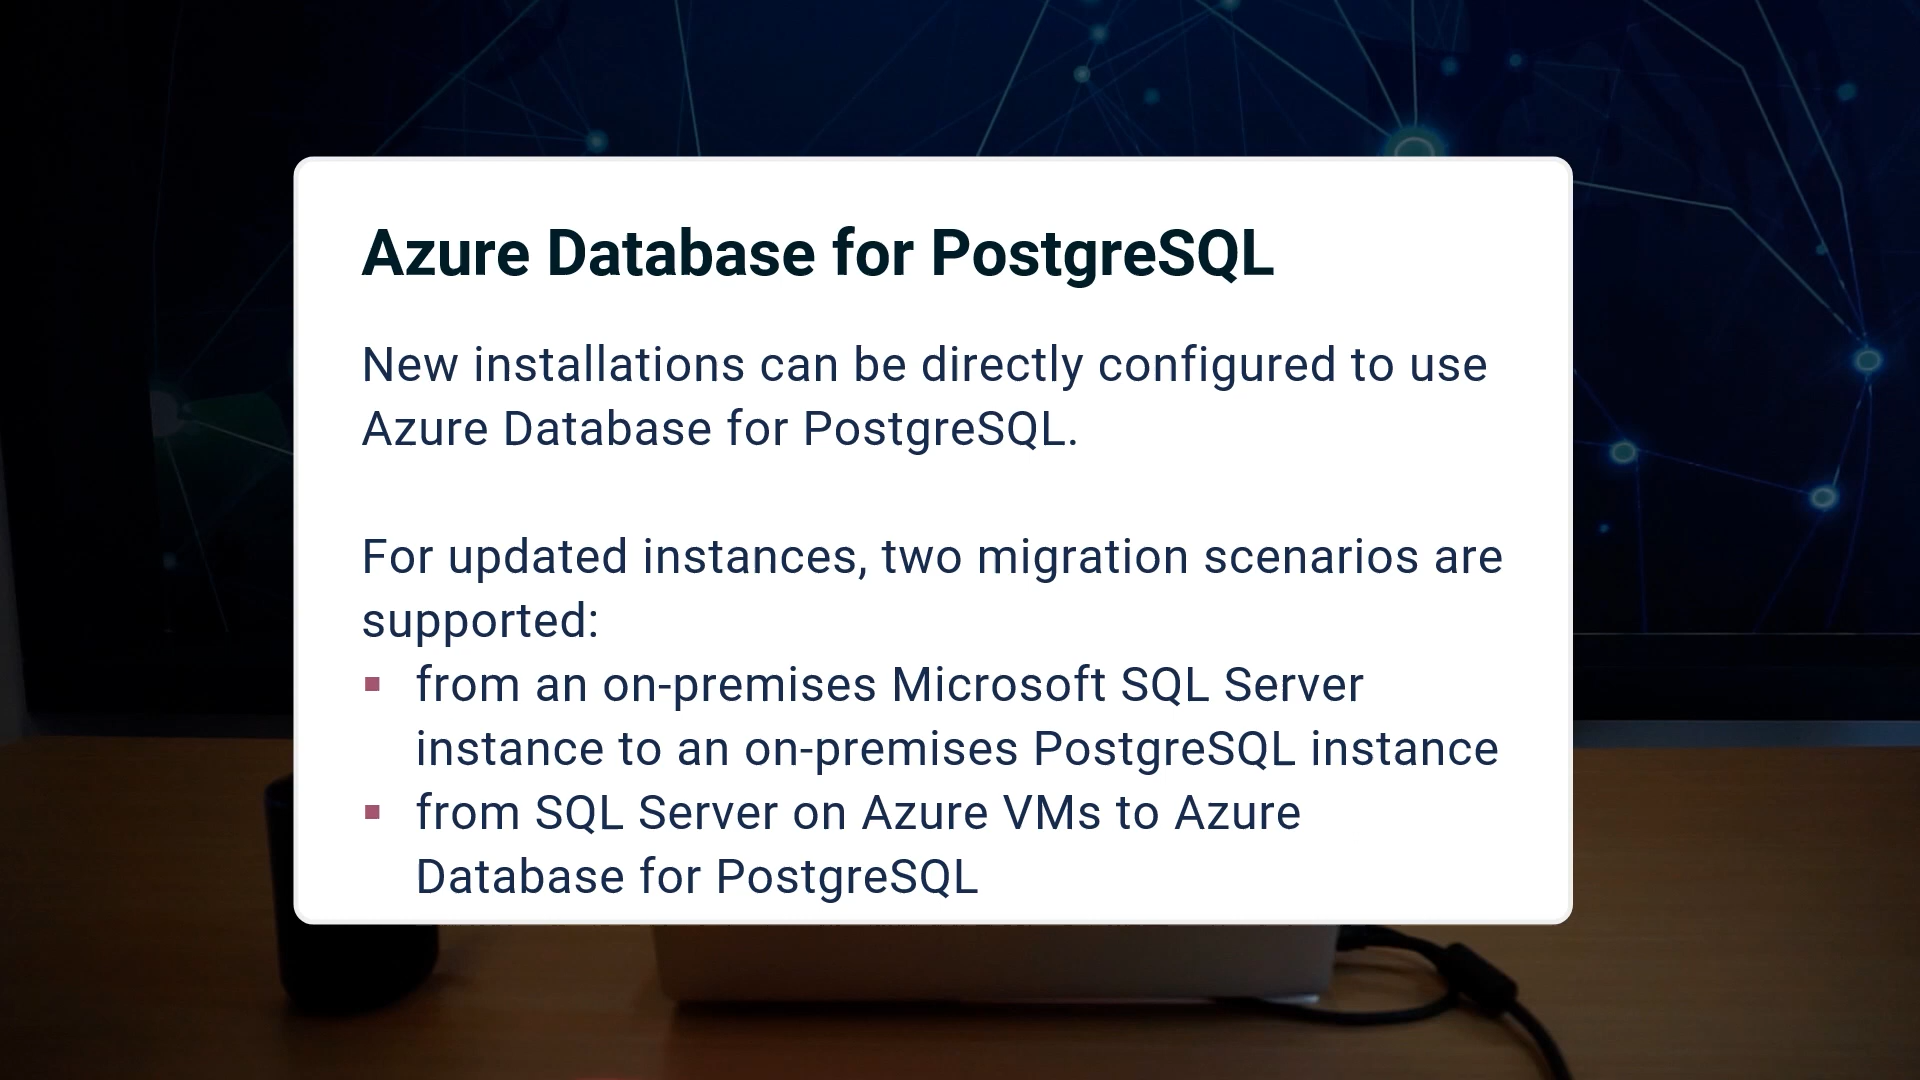 Azure Database for PostgreSQL
New installations can be directly configured to use
Azure Database for PostgreSQL.
For updated instances, two migration scenarios are
supported:
▪ from an on-premises Microsoft SQL Server
instance to an on-premises PostgreSQL instance
▪ from SQL Server on Azure VMs to Azure
Database for PostgreSQL